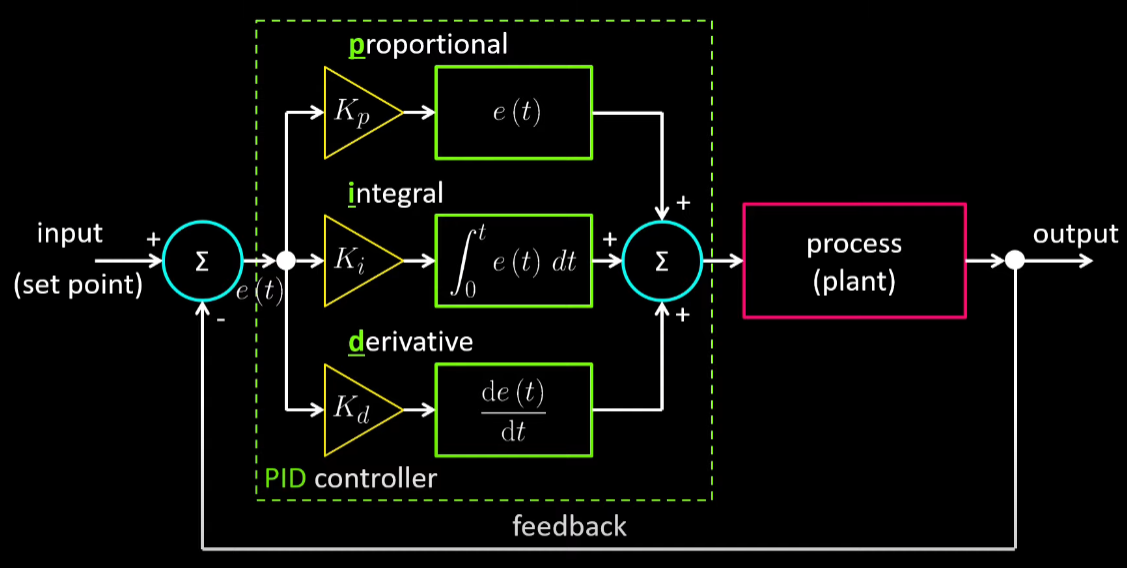 proportional
K_p
e (t)
integral
input
(set point)
+
Σ
e (t)
K_i
∫_0^t e (t) dt
+
+
Σ
+
process
(plant)
output
-
derivative
K_d
de (t)
dt
PID controller
feedback